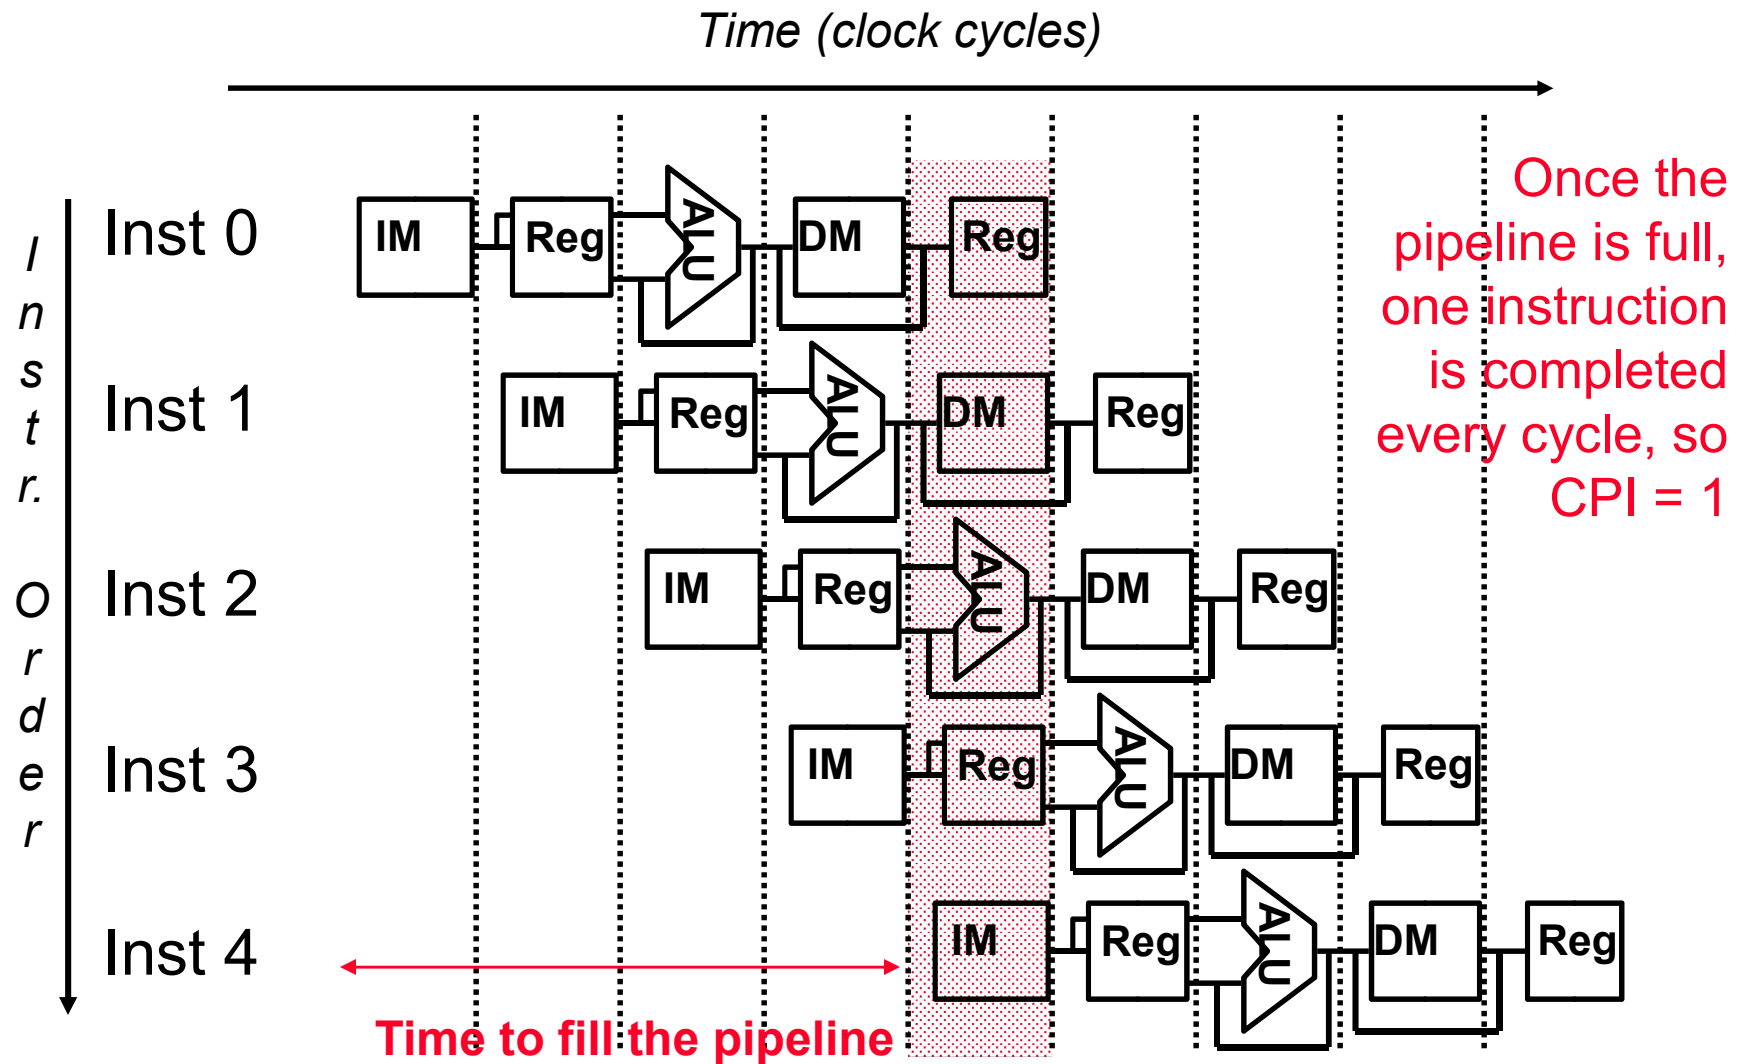 Time (clock cycles)
Instr. Order
Inst 0
IM
Reg
ALU
DM
Reg
Once the
pipeline is full,
one instruction
is completed
every cycle, so
CPI = 1
Inst 1
IM
Reg
ALU
DM
Reg
Inst 2
IM
Reg
ALU
DM
Reg
Inst 3
IM
Reg
ALU
DM
Reg
Inst 4
IM
Reg
ALU
DM
Reg
Time to fill the pipeline